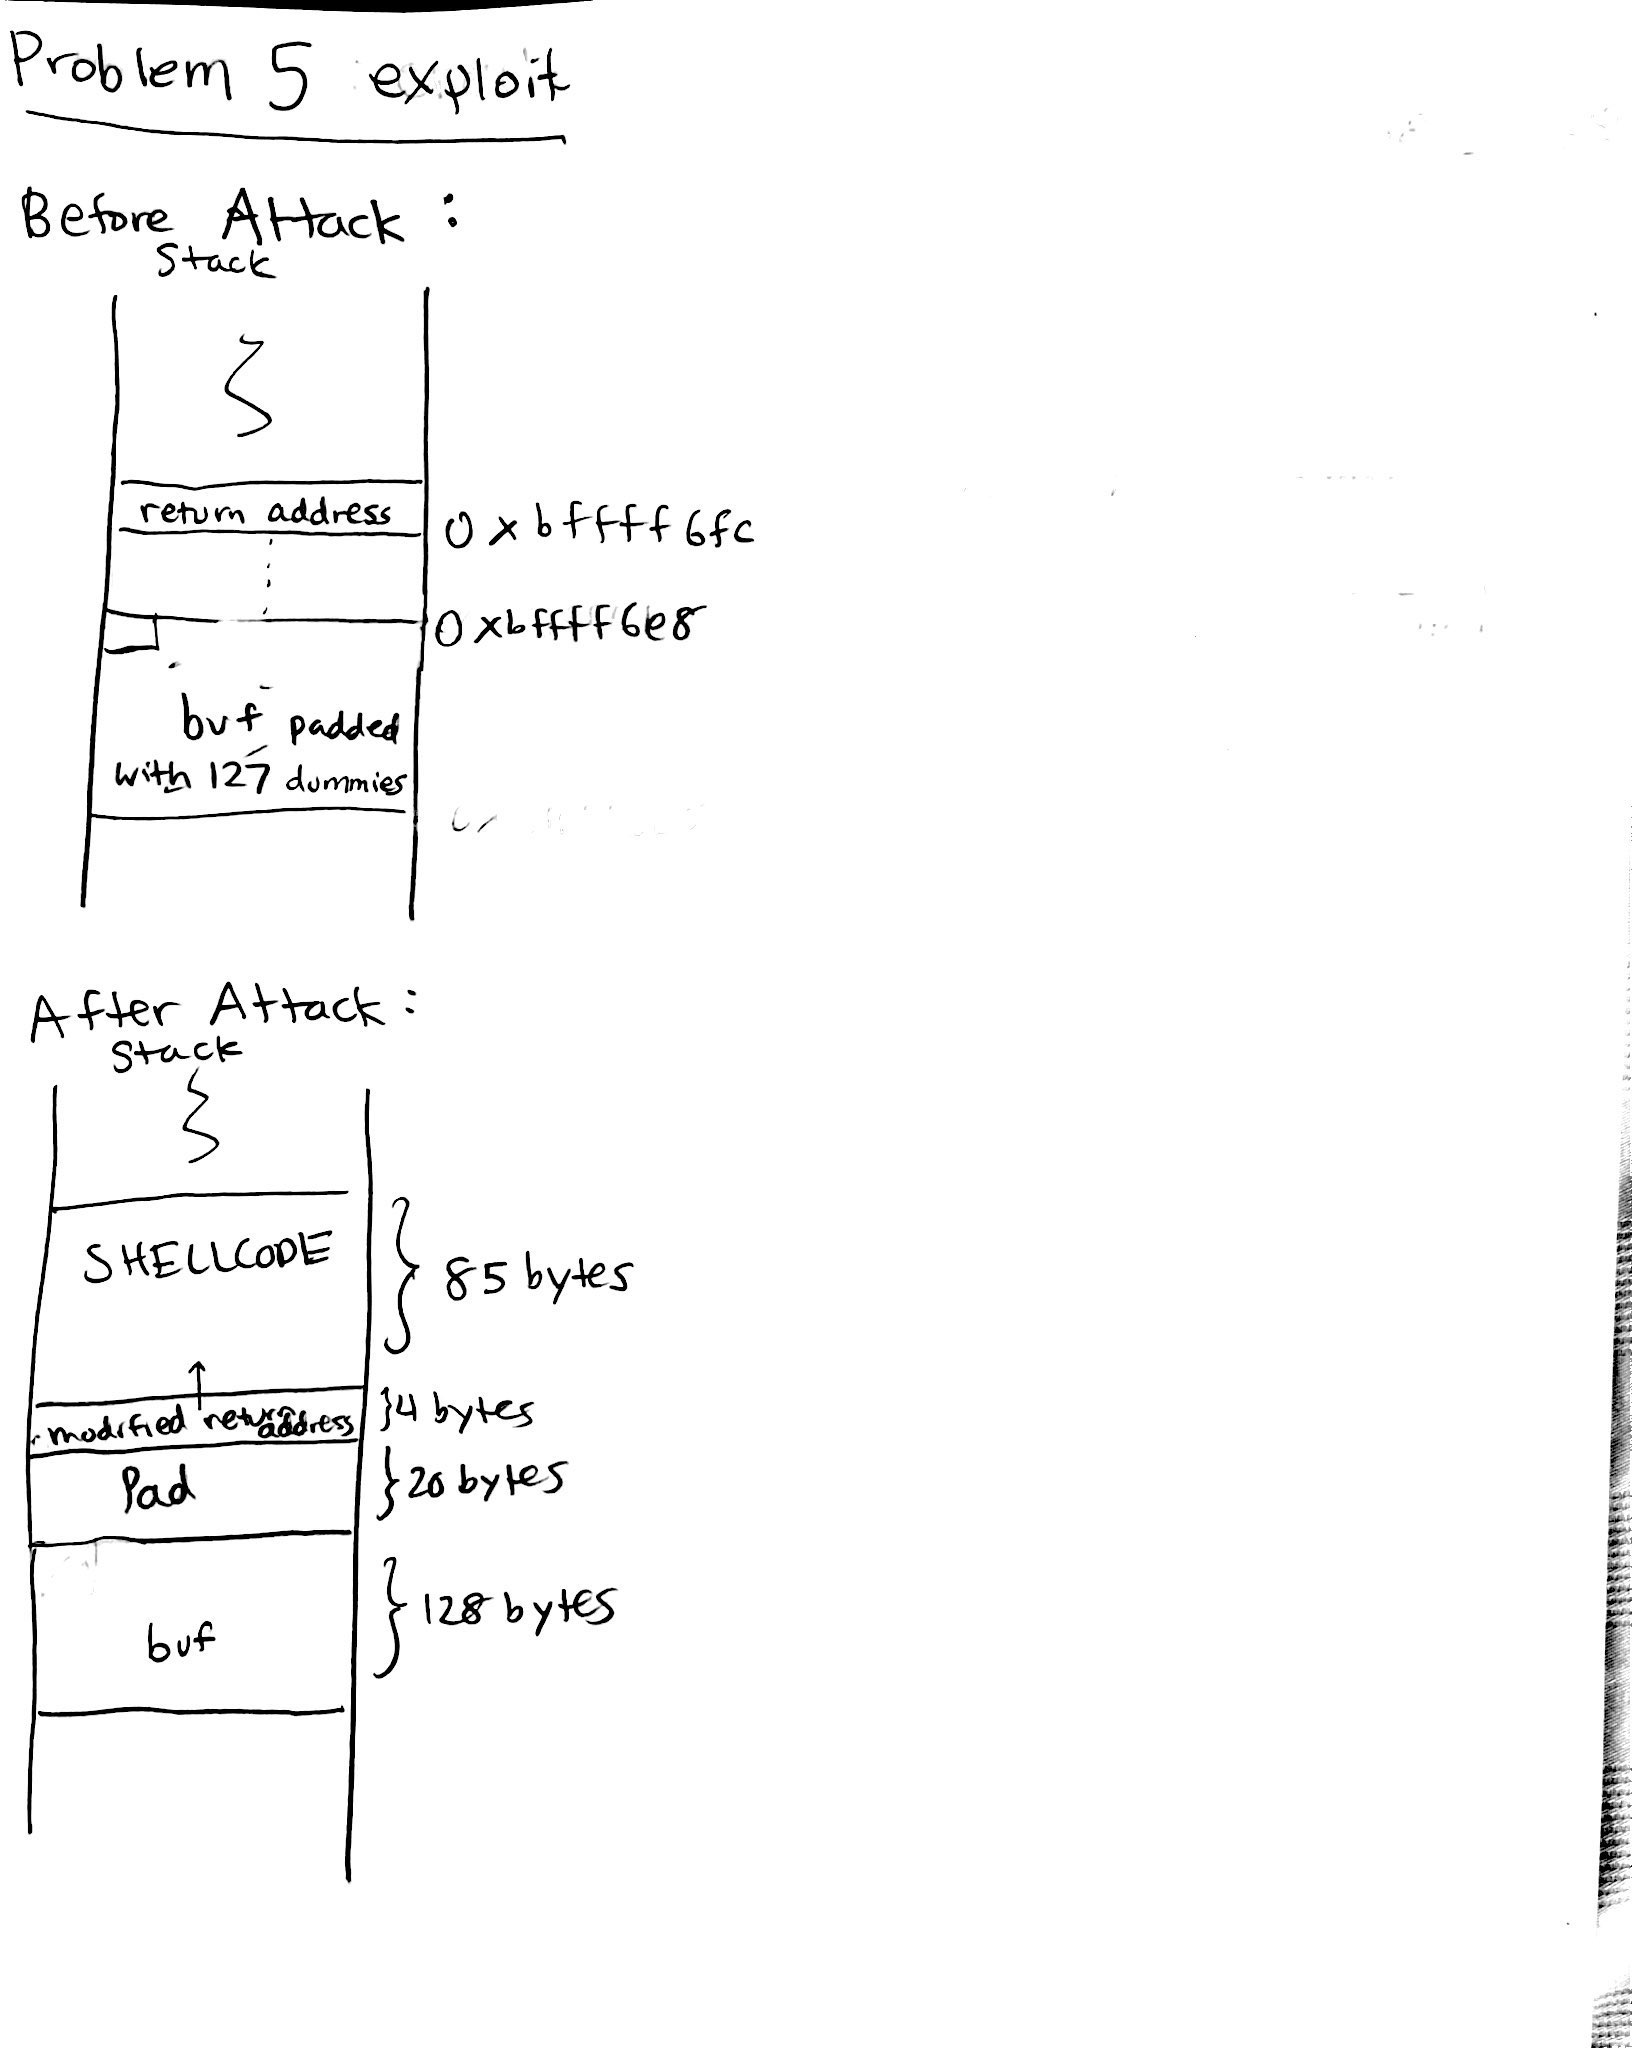 Problem 5 exploit
Before Attack :
Stack
return address
0xbffff6fc
0xbffff6e8
buf padded
with 127 dummies
After Attack :
Stack
SHELLCODE
85 bytes
modified return address
4 bytes
Pad
20 bytes
buf
128 bytes